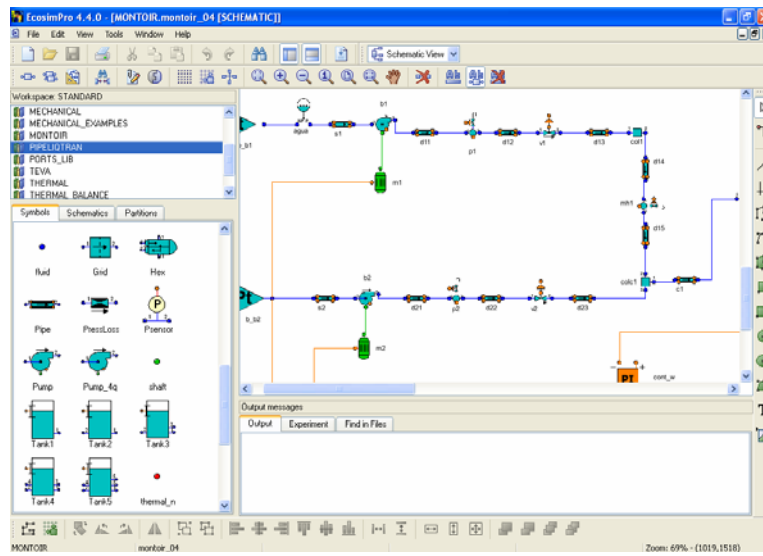 EcosimPro 4.4.0 - [MONTOIR.montoir_04 [SCHEMATIC]]
File Edit View Tools Window Help
Schematic View
Workspace: STANDARD
MECHANICAL
MECHANICAL_EXAMPLES
MONTOIR
PIPELIQTRAN
PORTS_LIB
TEVA
THERMAL
THERMAL_BALANCE
Symbols Schematics Partitions
fluid Grid Hex
Pipe PressLoss Psensor
Pump Pump_4q shaft
Tank1 Tank2 Tank3
Tank4 Tank5 thermal_n
agua
b1
_b1
s1
d11
p1
d12
v1
d13
col1
d14
m1
mh1
d15
b2
colc1
c1
b_b2
s2
d21
p2
d22
v2
d23
m2
PI
cont_w
Output messages
Output Experiment Find in Files
MONTOIR montoir_04 Zoom: 69% - (1019,1518)